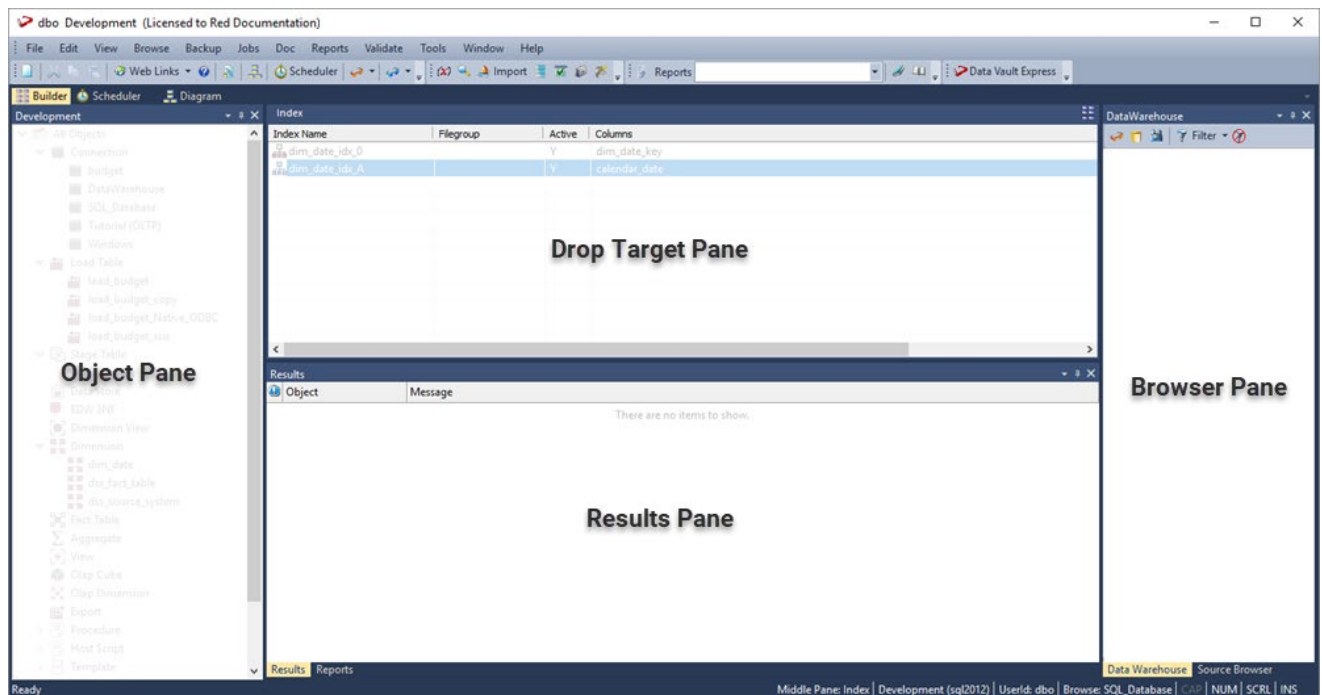 dbo Development (Licensed to Red Documentation)
File Edit View Browse Backup Jobs Doc Reports Validate Tools Window Help
Web Links Scheduler Import Reports Data Vault Express
Builder Scheduler Diagram
Development
All Objects
Connection
budget
DataWarehouse
SQL_Database
Tutorial (OLTP)
Windows
Load Table
load_budget
load_budget_copy
load_budget_Native_ODBC
load_budget_ssis
Stage Table
Object Pane
Data Store
EDW 3NF
Dimension View
Dimension
dim_date
dss_fact_table
dss_source_system
Fact Table
Aggregate
View
Olap Cube
Olap Dimension
Export
Procedure
Host Script
Template
Index
Index Name Filegroup Active Columns
dim_date_idx_0 Y dim_date_key
dim_date_idx_A Y calendar_date
Drop Target Pane
Results
Object Message
There are no items to show.
Results Pane
Results Reports
DataWarehouse
Filter
Browser Pane
Data Warehouse Source Browser
Ready
Middle Pane: Index Development (sql2012) UserId: dbo Browse: SQL_Database CAP NUM SCRL INS